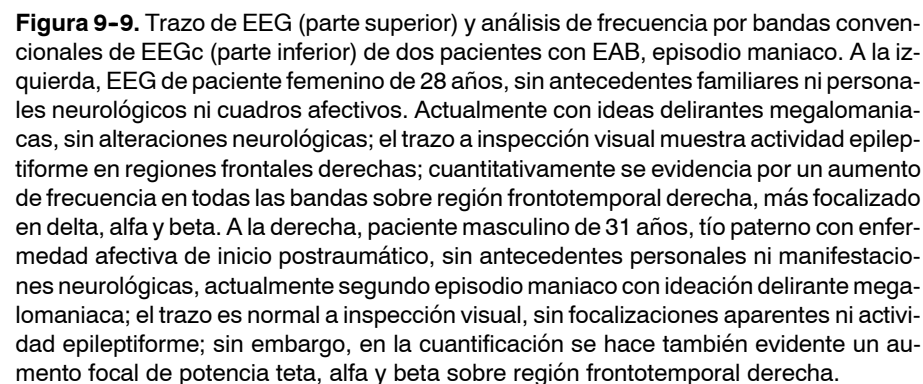 Figura 9–9. Trazo de EEG (parte superior) y análisis de frecuencia por bandas conven-
cionales de EEGc (parte inferior) de dos pacientes con EAB, episodio maniaco. A la iz-
quierda, EEG de paciente femenino de 28 años, sin antecedentes familiares ni persona-
les neurológicos ni cuadros afectivos. Actualmente con ideas delirantes megalomania-
cas, sin alteraciones neurológicas; el trazo a inspección visual muestra actividad epilep-
tiforme en regiones frontales derechas; cuantitativamente se evidencia por un aumento
de frecuencia en todas las bandas sobre región frontotemporal derecha, más focalizado
en delta, alfa y beta. A la derecha, paciente masculino de 31 años, tío paterno con enfer-
medad afectiva de inicio postraumático, sin antecedentes personales ni manifestacio-
nes neurológicas, actualmente segundo episodio maniaco con ideación delirante mega-
lomaniaca; el trazo es normal a inspección visual, sin focalizaciones aparentes ni activi-
dad epileptiforme; sin embargo, en la cuantificación se hace también evidente un au-
mento focal de potencia teta, alfa y beta sobre región frontotemporal derecha.